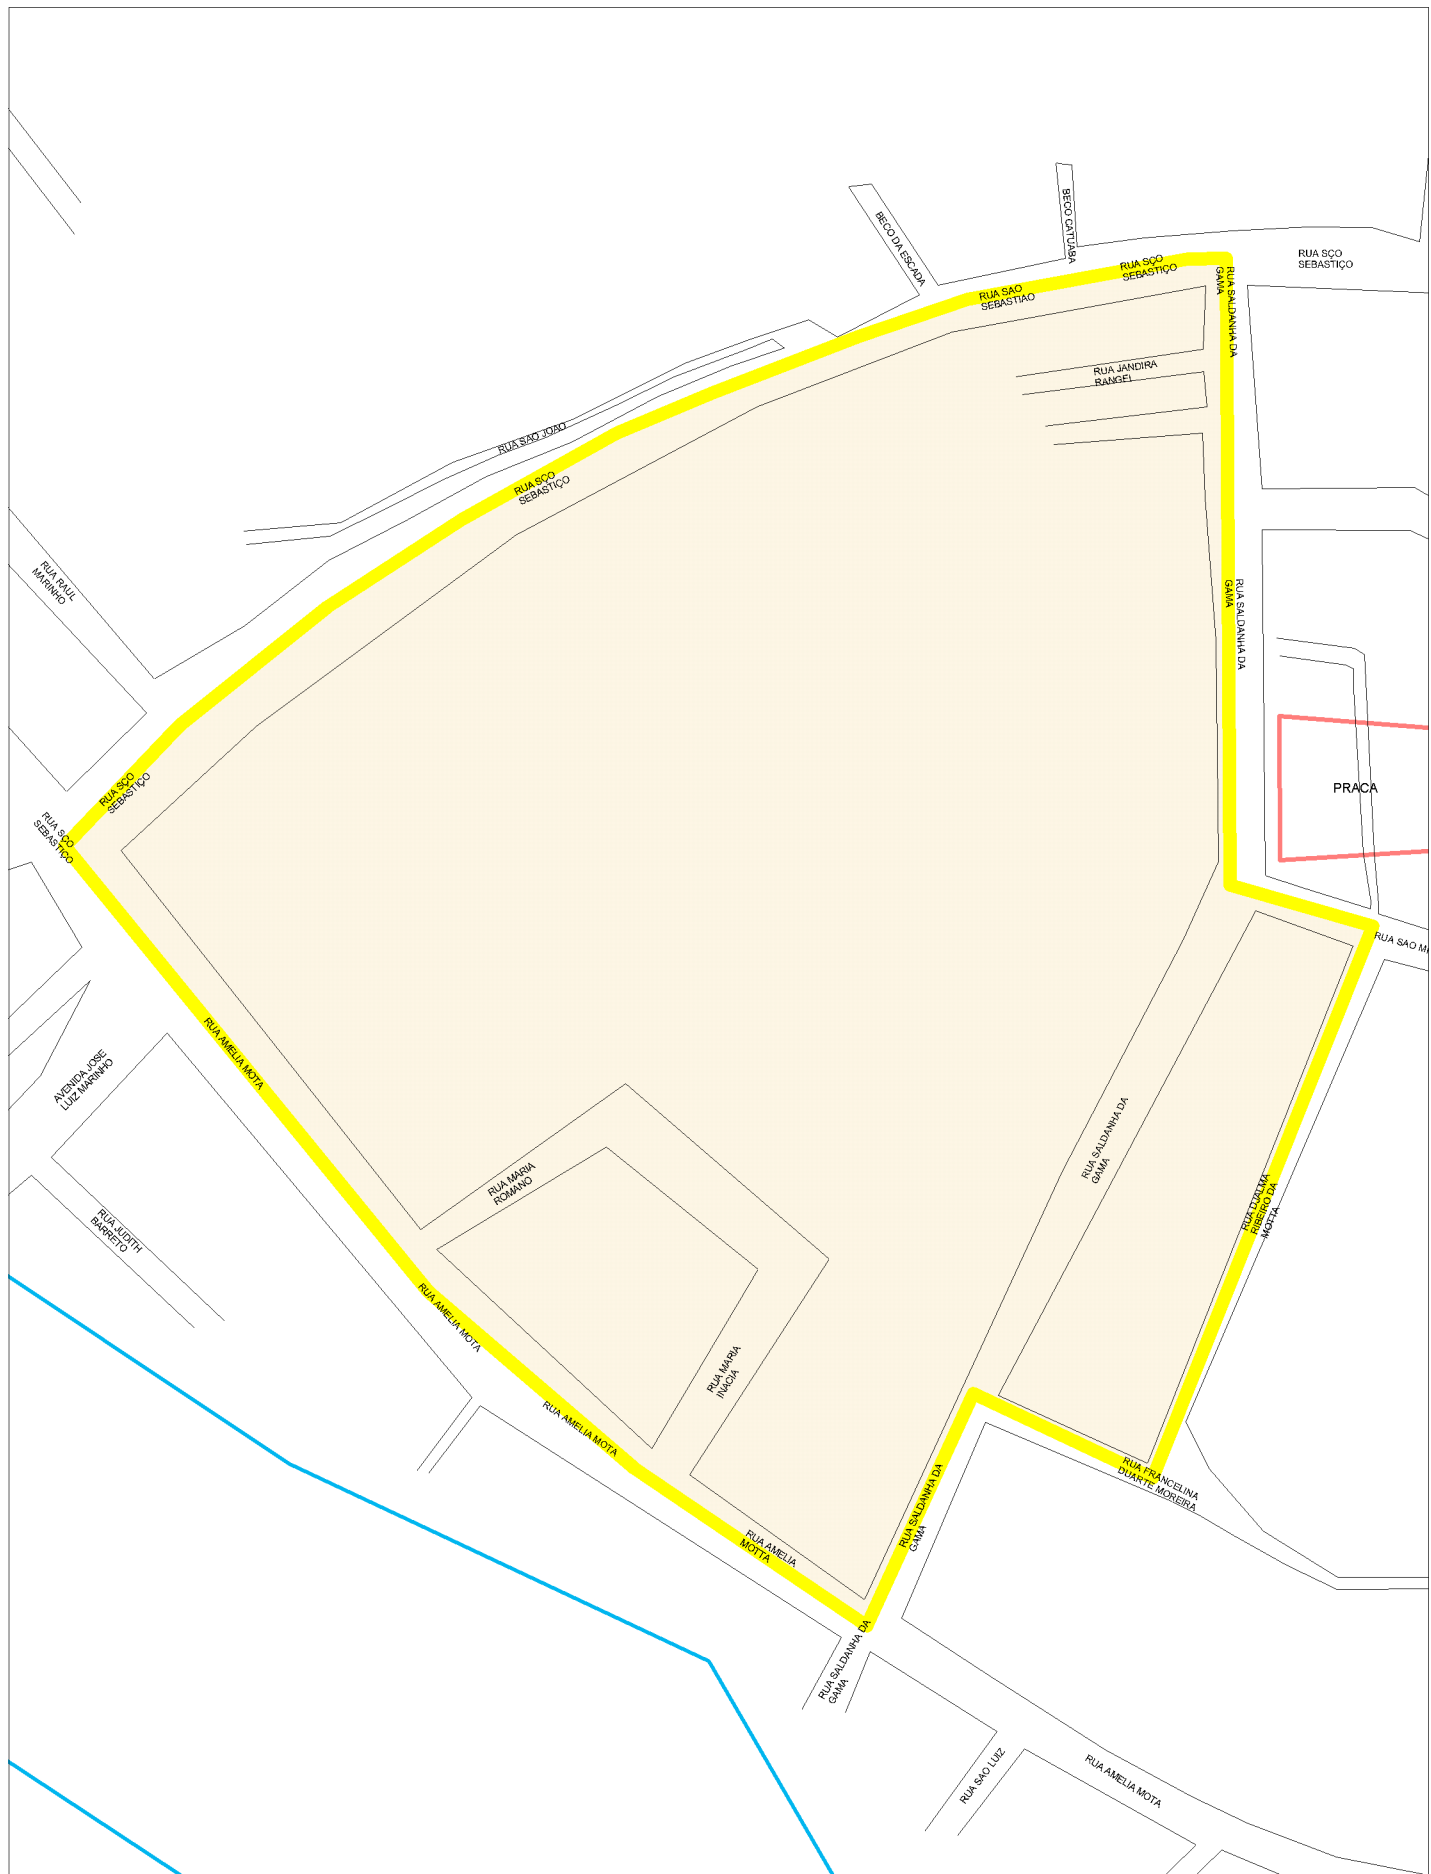 BECO CATUABA
BECO DA ESCADA
RUA SÇO
SEBASTIÇO
RUA SÇO
SEBASTIÇO
RUA SALDANHA DA
GAMA
RUA SAO
SEBASTIAO
RUA JANDIRA
RANGEL
RUA SAO JOAO
RUA SÇO
SEBASTIÇO
RUA RAUL
MARINHO
RUA SALDANHA DA
GAMA
PRACA
RUA SÇO
SEBASTIÇO
RUA SÇO
SEBASTIÇO
RUA SAO
RUA AMELIA MOTA
AVENIDA JOSE
LUIZ MARINHO
RUA SALDANHA DA
GAMA
RUA MARIA
ROMANO
RUA DJALMA
RIBEIRO DA
MOTTA
RUA JUDITH
BARRETO
RUA AMELIA MOTA
RUA MARIA
INACIA
RUA AMELIA MOTA
RUA FRANCELINA
DUARTE MOREIRA
RUA SALDANHA DA
GAMA
RUA AMELIA
MOTTA
RUA SALDANHA DA
GAMA
RUA SAO LUIZ
RUA AMELIA MOTA